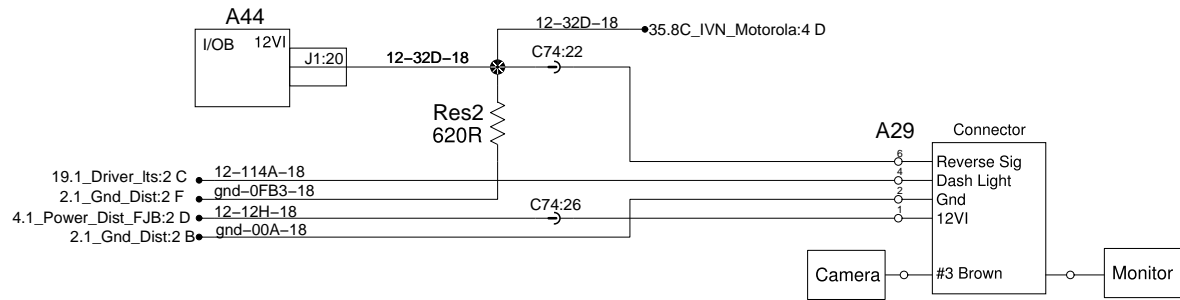 A44
I/OB 12VI
J1:20
12-32D-18
12-32D-18
35.8C_IVN_Motorola:4 D
C74:22
Res2
620R
A29
Connector
6
Reverse Sig
4
Dash Light
2
Gnd
1
12VI
#3 Brown
19.1_Driver_lts:2 C
12-114A-18
2.1_Gnd_Dist:2 F
gnd-0FB3-18
4.1_Power_Dist_FJB:2 D
12-12H-18
C74:26
2.1_Gnd_Dist:2 B
gnd-00A-18
Camera
Monitor